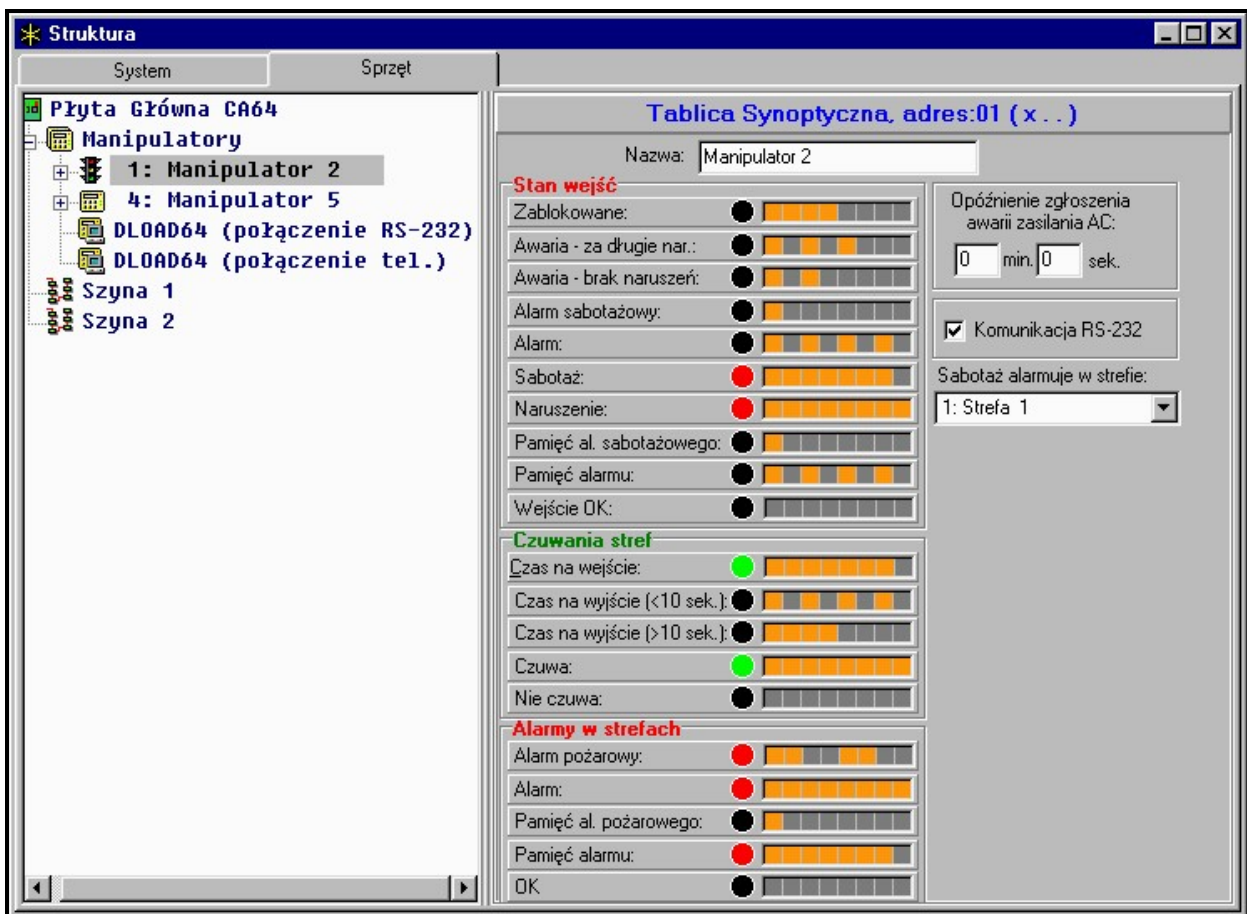 Struktura
System
Sprzęt
Płyta Główna CA64
Manipulatory
1: Manipulator 2
4: Manipulator 5
DLOAD64 (połączenie RS-232)
DLOAD64 (połączenie tel.)
Szyna 1
Szyna 2
Tablica Synoptyczna, adres:01 ( x . . )
Nazwa: Manipulator 2
Stan wejść
Zablokowane:
Awaria - za długie nar.:
Awaria - brak naruszeń:
Alarm sabotażowy:
Alarm:
Sabotaż:
Naruszenie:
Pamięć al. sabotażowego:
Pamięć alarmu:
Wejście OK:
Czuwania stref
Czas na wejście:
Czas na wyjście (<10 sek.):
Czas na wyjście (>10 sek.):
Czuwa:
Nie czuwa:
Alarmy w strefach
Alarm pożarowy:
Alarm:
Pamięć al. pożarowego:
Pamięć alarmu:
OK
Opóźnienie zgłoszenia
awarii zasilania AC:
0 min. 0 sek.
Komunikacja RS-232
Sabotaż alarmuje w strefie:
1: Strefa 1